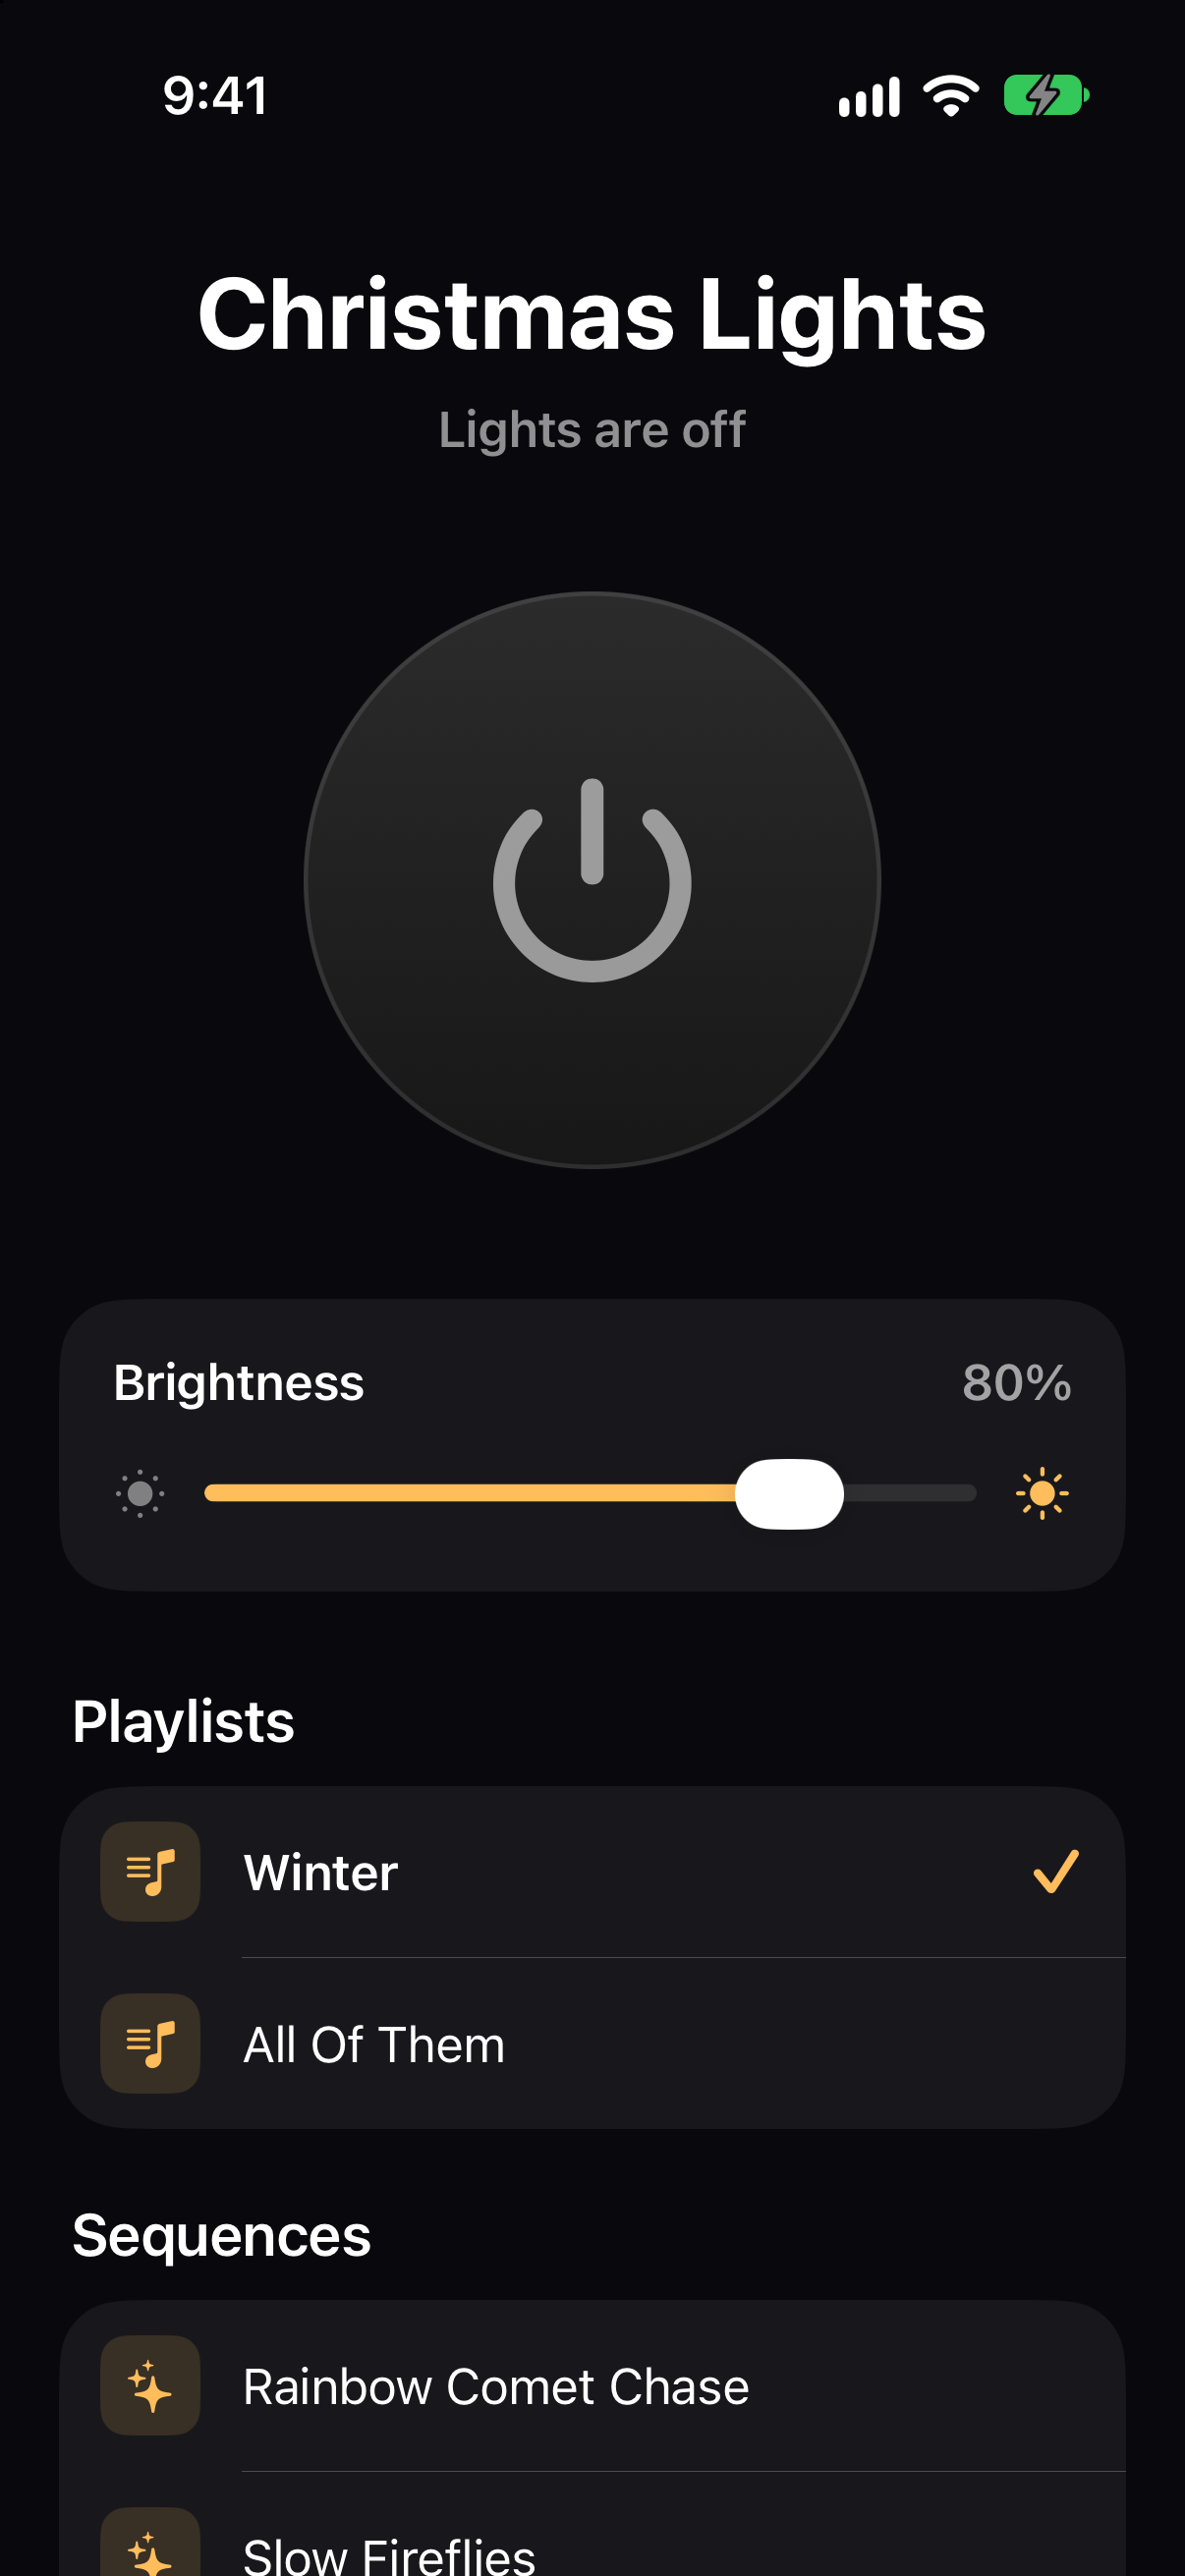 9:41
Christmas Lights
Lights are off
Brightness 80%
Playlists
Winter
All Of Them
Sequences
Rainbow Comet Chase
Slow Fireflies